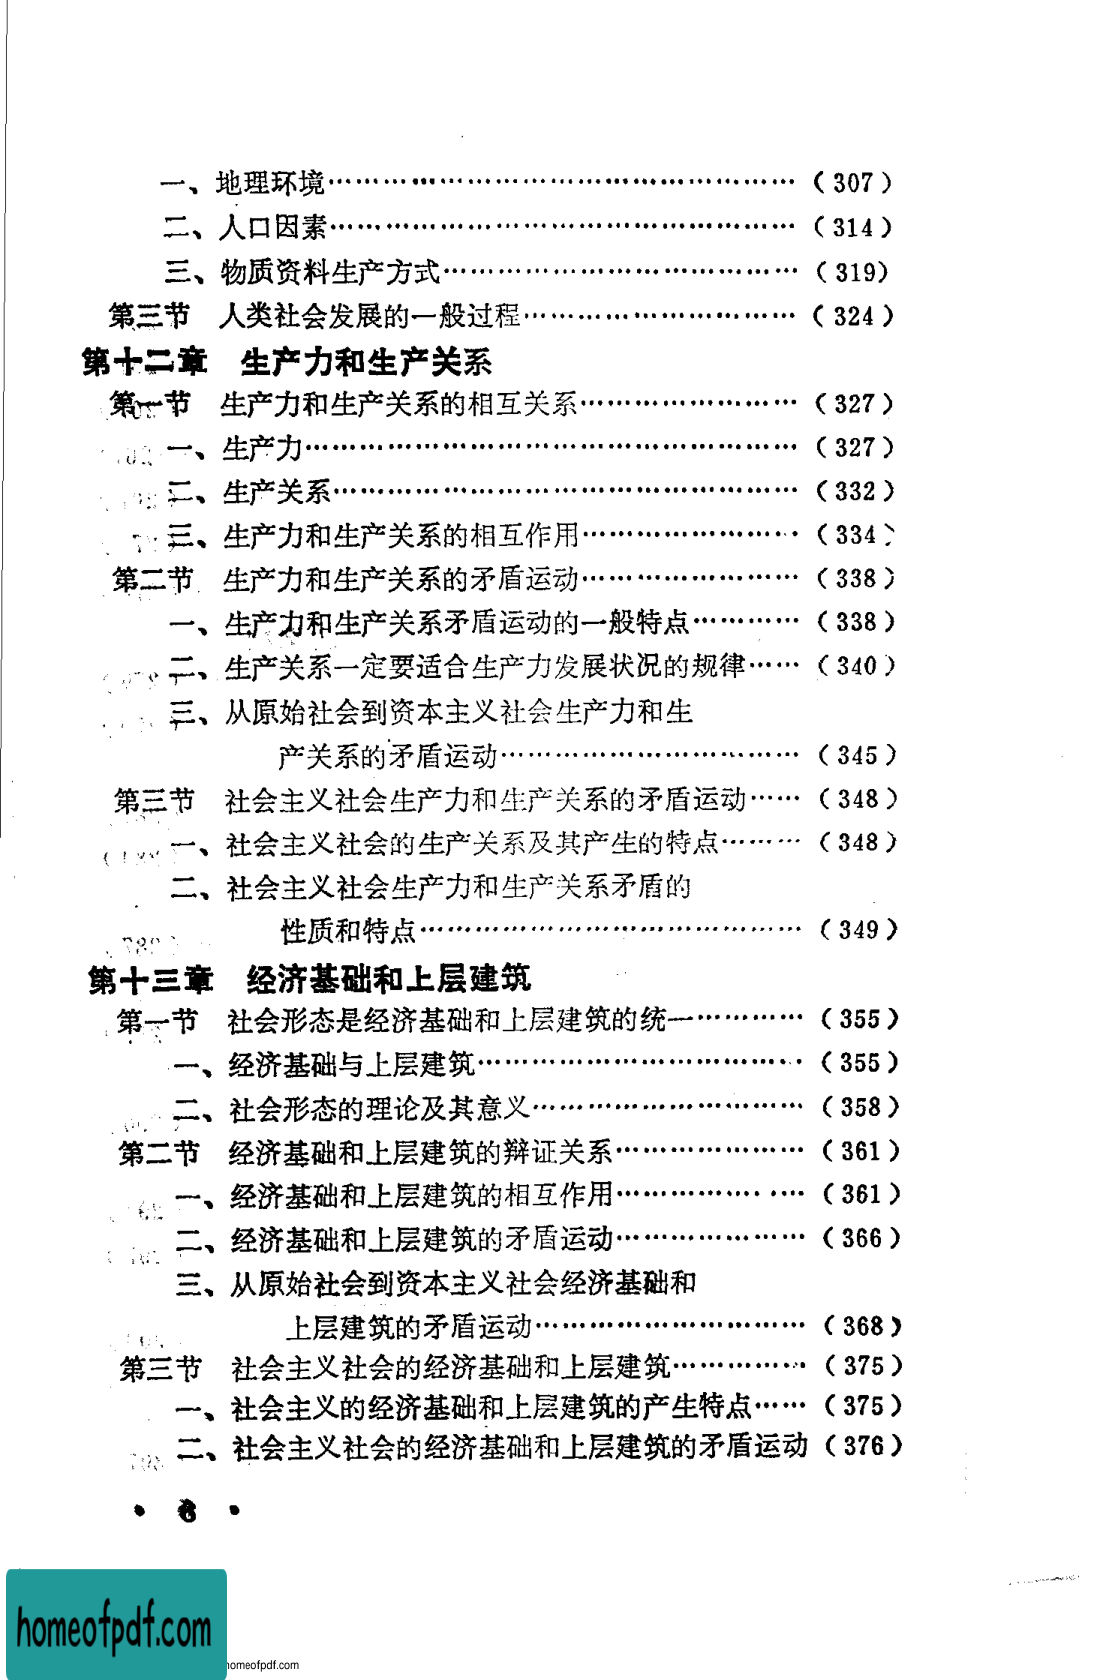 一、地理环境……………………………………………（307）
二、人口因素……………………………………………（314）
三、物质资料生产方式…………………………………（319）
第三节　人类社会发展的一般过程…………………………（324）
第十二章　生产力和生产关系
第一节　生产力和生产关系的相互关系……………………（327）
一、生产力………………………………………………（327）
二、生产关系……………………………………………（332）
三、生产力和生产关系的相互作用……………………（334）
第二节　生产力和生产关系的矛盾运动……………………（338）
一、生产力和生产关系矛盾运动的一般特点…………（338）
二、生产关系一定要适合生产力发展状况的规律……（340）
三、从原始社会到资本主义社会生产力和生
产关系的矛盾运动……………………………（345）
第三节　社会主义社会生产力和生产关系的矛盾运动……（348）
一、社会主义社会的生产关系及其产生的特点………（348）
二、社会主义社会生产力和生产关系矛盾的
性质和特点……………………………………（349）
第十三章　经济基础和上层建筑
第一节　社会形态是经济基础和上层建筑的统一…………（355）
一、经济基础与上层建筑………………………………（355）
二、社会形态的理论及其意义…………………………（358）
第二节　经济基础和上层建筑的辩证关系…………………（361）
一、经济基础和上层建筑的相互作用…………………（361）
二、经济基础和上层建筑的矛盾运动…………………（366）
三、从原始社会到资本主义社会经济基础和
上层建筑的矛盾运动…………………………（368）
第三节　社会主义社会的经济基础和上层建筑……………（375）
一、社会主义的经济基础和上层建筑的产生特点……（375）
二、社会主义社会的经济基础和上层建筑的矛盾运动（376）
• 6 •
homeofpdf.com
homeofpdf.com